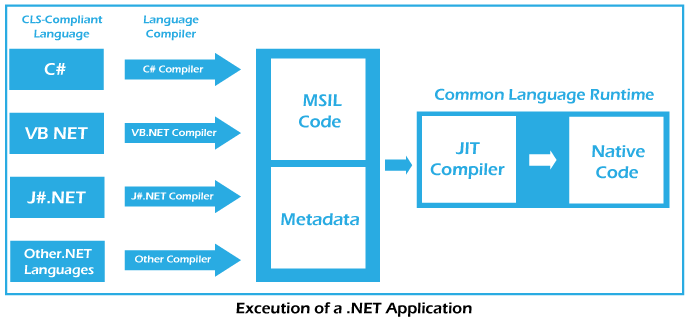 CLS-Compliant
Language
Language
Compiler
C#
C# Compiler
VB NET
VB.NET Compiler
J#.NET
J#.NET Compiler
Other.NET
Languages
Other Compiler
MSIL
Code
Metadata
Common Language Runtime
JIT
Compiler
Native
Code
Exceution of a .NET Application